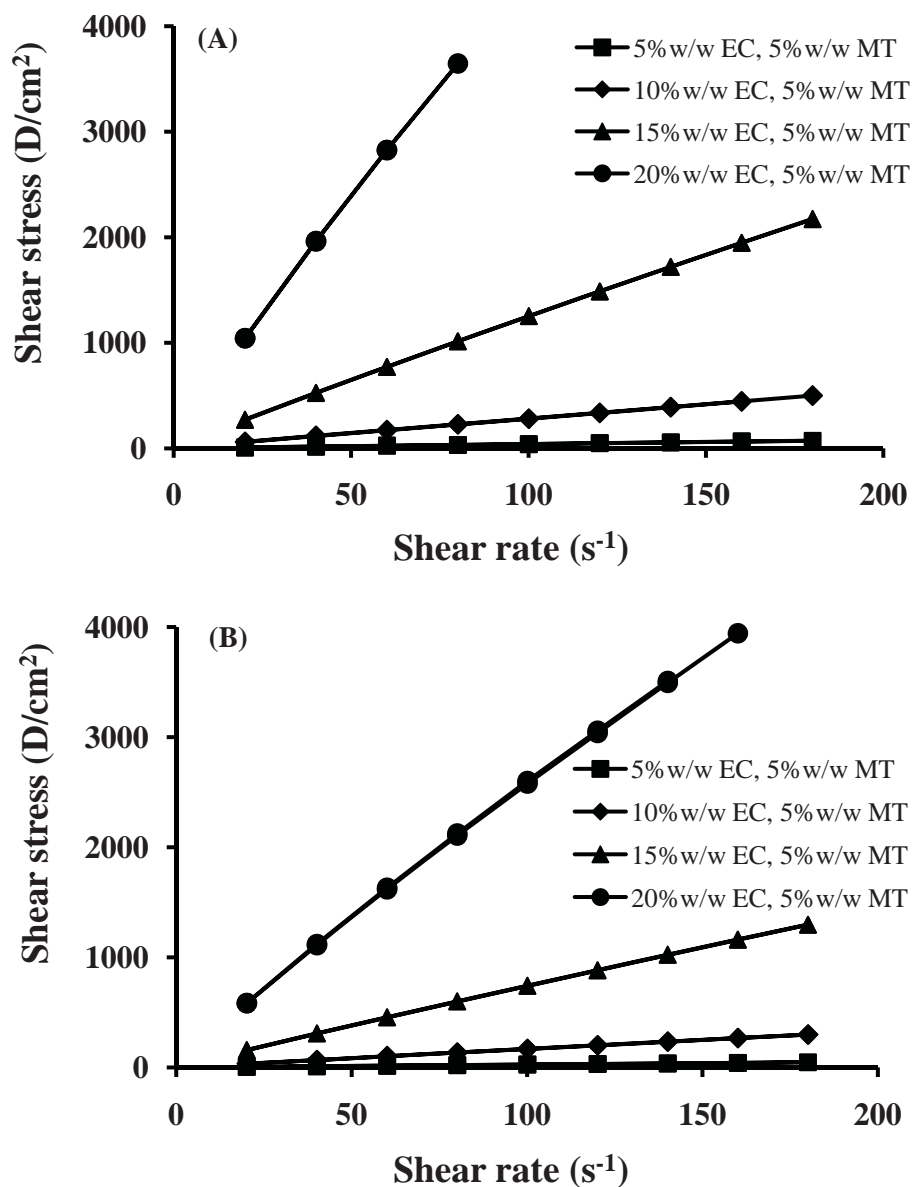 (A)
4000
3000
2000
1000
0
Shear stress (D/cm²)
5%w/w EC, 5%w/w MT
10%w/w EC, 5%w/w MT
15%w/w EC, 5%w/w MT
20%w/w EC, 5%w/w MT
0 50 100 150 200
Shear rate (s⁻¹)
(B)
4000
3000
2000
1000
0
Shear stress (D/cm²)
5%w/w EC, 5%w/w MT
10%w/w EC, 5%w/w MT
15%w/w EC, 5%w/w MT
20%w/w EC, 5%w/w MT
0 50 100 150 200
Shear rate (s⁻¹)